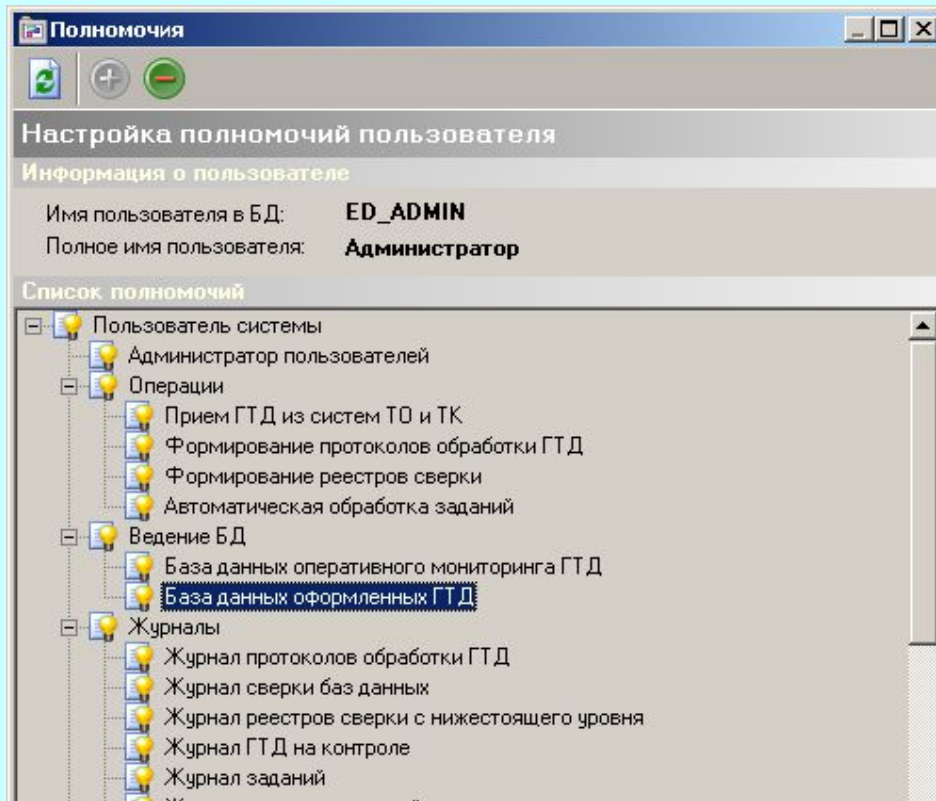 Полномочия
Настройка полномочий пользователя
Информация о пользователе
Имя пользователя в БД: ED_ADMIN
Полное имя пользователя: Администратор
Список полномочий
Пользователь системы
Администратор пользователей
Операции
Прием ГТД из систем ТО и ТК
Формирование протоколов обработки ГТД
Формирование реестров сверки
Автоматическая обработка заданий
Ведение БД
База данных оперативного мониторинга ГТД
База данных оформленных ГТД
Журналы
Журнал протоколов обработки ГТД
Журнал сверки баз данных
Журнал реестров сверки с нижестоящего уровня
Журнал ГТД на контроле
Журнал заданий